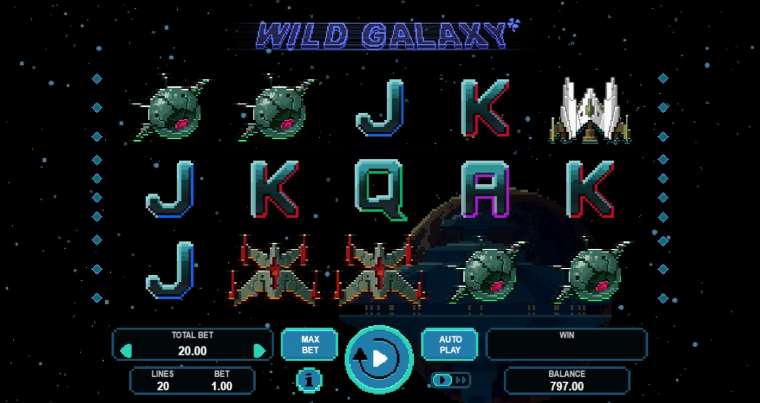 WILD GALAXY
J K
J K Q A K
J
TOTAL BET
20.00
MAX
BET
AUTO
PLAY
WIN
LINES BET
20 1.00
i
BALANCE
797.00